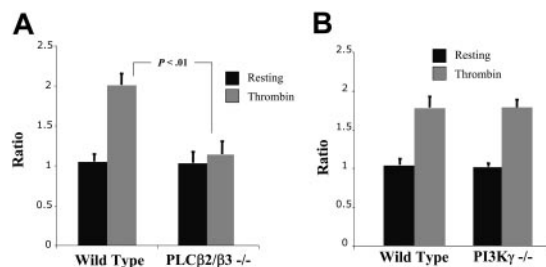 A
2.5
2
1.5
1
0.5
0
Ratio
P < .01
Resting
Thrombin
Wild Type
PLCβ2/β3 -/-
B
2.5
2
1.5
1
0.5
0
Ratio
Resting
Thrombin
Wild Type
PI3Kγ -/-